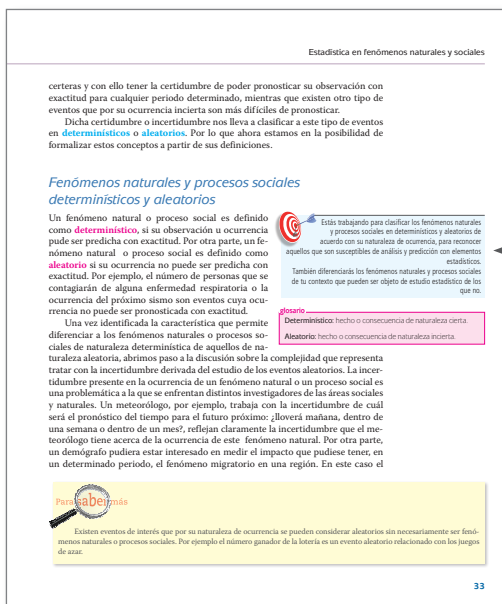 Estadística en fenómenos naturales y sociales
certeras y con ello tener la certidumbre de poder pronosticar su observación con
exactitud para cualquier periodo determinado, mientras que existen otro tipo de
eventos que por su ocurrencia incierta son más difíciles de pronosticar.
Dicha certidumbre o incertidumbre nos lleva a clasificar a este tipo de eventos
en determinísticos o aleatorios. Por lo que ahora estamos en la posibilidad de
formalizar estos conceptos a partir de sus definiciones.
Fenómenos naturales y procesos sociales
determinísticos y aleatorios
Un fenómeno natural o proceso social es definido
como determinístico, si su observación u ocurrencia
pude ser predicha con exactitud. Por otra parte, un fe-
nómeno natural o proceso social es definido como
aleatorio si su ocurrencia no puede ser predicha con
exactitud. Por ejemplo, el número de personas que se
contagiarán de alguna enfermedad respiratoria o la
ocurrencia del próximo sismo son eventos cuya ocu-
rrencia no puede ser pronosticada con exactitud.
Una vez identificada la característica que permite
diferenciar a los fenómenos naturales o procesos so-
ciales de naturaleza determinística de aquellos de na-
turaleza aleatoria, abrimos paso a la discusión sobre la complejidad que representa
tratar con la incertidumbre derivada del estudio de los eventos aleatorios. La incer-
tidumbre presente en la ocurrencia de un fenómeno natural o un proceso social es
una problemática a la que se enfrentan distintos investigadores de las áreas sociales
y naturales. Un meteorólogo, por ejemplo, trabaja con la incertidumbre de cuál
será el pronóstico del tiempo para el futuro próximo: ¿lloverá mañana, dentro de
una semana o dentro de un mes?, reflejan claramente la incertidumbre que el me-
teorólogo tiene acerca de la ocurrencia de este fenómeno natural. Por otra parte,
un demógrafo pudiera estar interesado en medir el impacto que pudiese tener, en
un determinado periodo, el fenómeno migratorio en una región. En este caso el
Estás trabajando para clasificar los fenómenos naturales
y procesos sociales en determinísticos y aleatorios de
acuerdo con su naturaleza de ocurrencia, para reconocer
aquellos que son susceptibles de análisis y predicción con elementos
estadísticos.
También diferenciarás los fenómenos naturales y procesos sociales
de tu contexto que pueden ser objeto de estudio estadístico de los
que no.
glosario
Determinístico: hecho o consecuencia de naturaleza cierta.
Aleatorio: hecho o consecuencia de naturaleza incierta.
Para saber más
Existen eventos de interés que por su naturaleza de ocurrencia se pueden considerar aleatorios sin necesariamente ser fenó-
menos naturales o procesos sociales. Por ejemplo el número ganador de la lotería es un evento aleatorio relacionado con los juegos
de azar.
33